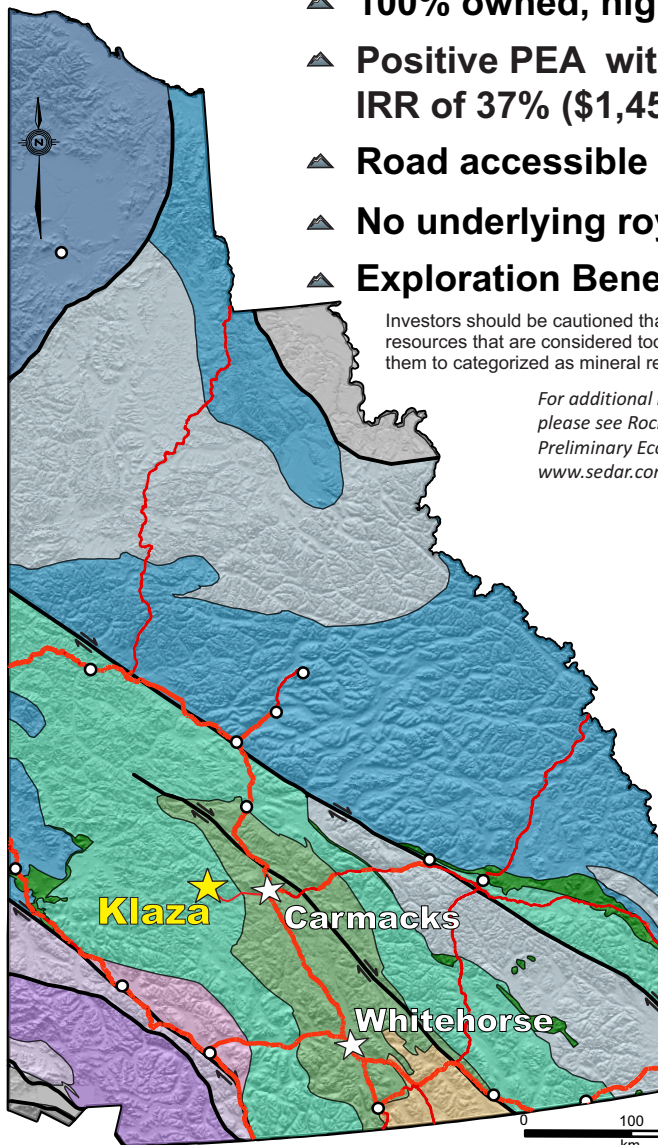 100% owned, hig
Positive PEA wit
IRR of 37% ($1,45
Road accessible
No underlying roy
Exploration Bene
Investors should be cautioned tha
resources that are considered too
them to categorized as mineral re
For additional
please see Roc
Preliminary Eco
www.sedar.co
N
Klaza
Carmacks
Whitehorse
0 100
km